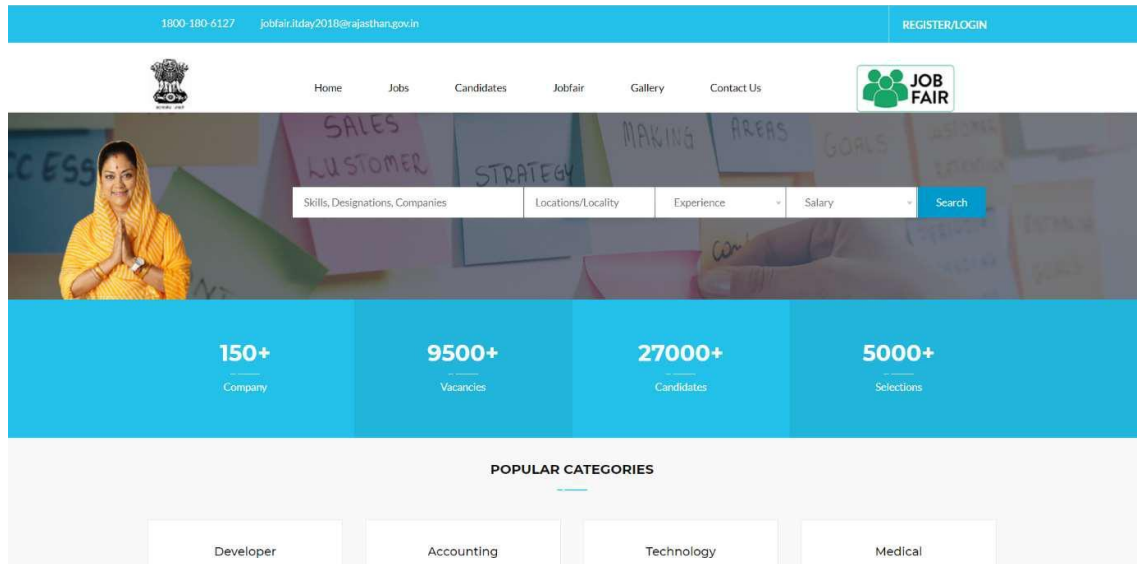 1800-180-6127 jobfair.itday2018@rajasthan.gov.in REGISTER/LOGIN
Home Jobs Candidates Jobfair Gallery Contact Us
JOB
FAIR
SALES
MAKING AREAS GOALS
CESS
STRATEGY
Skills, Designations, Companies Locations/Locality Experience Salary Search
150+ 9500+ 27000+ 5000+
Company Vacancies Candidates Selections
POPULAR CATEGORIES
Developer Accounting Technology Medical